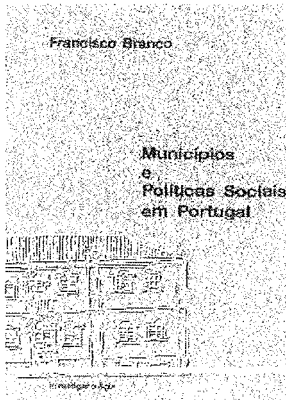 Francisco Branco
Municípios
e
Políticas Sociais
em Portugal